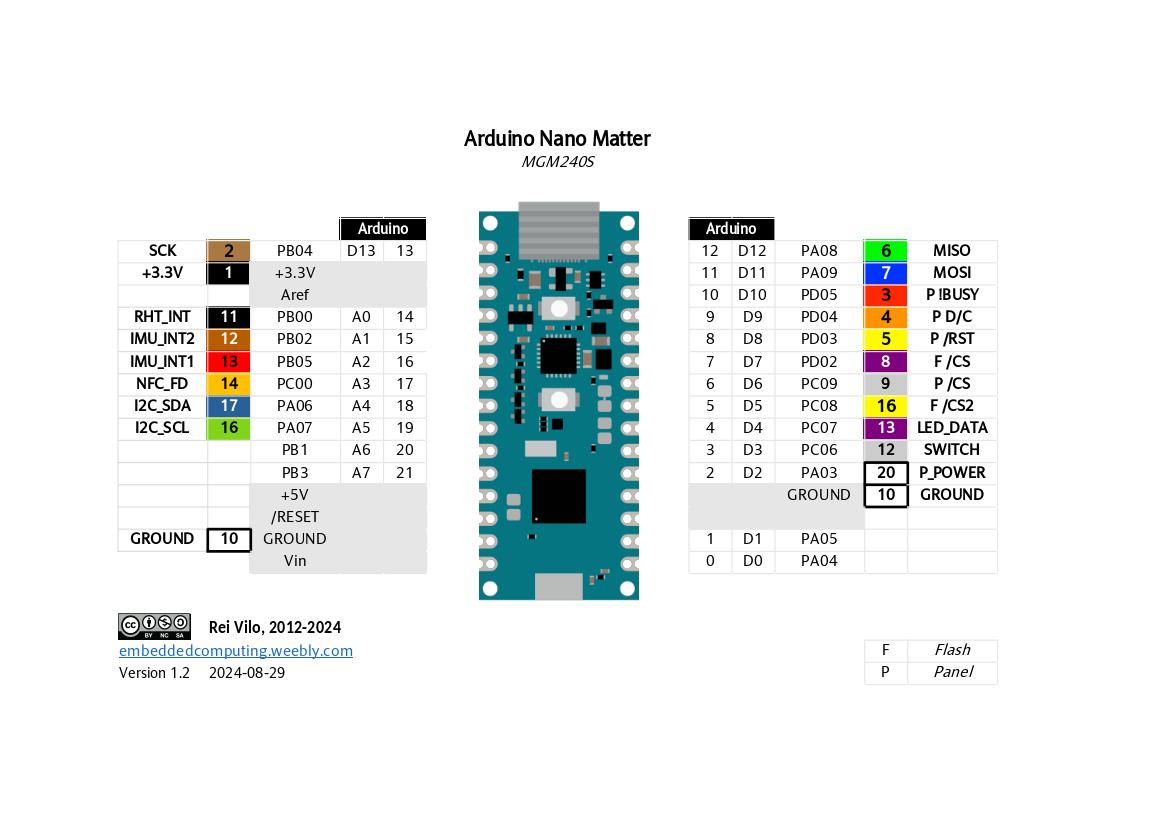 Arduino Nano Matter
MGM240S
Arduino
SCK 2 PB04 D13 13
+3.3V 1 +3.3V
Aref
RHT_INT 11 PB00 A0 14
IMU_INT2 12 PB02 A1 15
IMU_INT1 13 PB05 A2 16
NFC_FD 14 PC00 A3 17
I2C_SDA 17 PA06 A4 18
I2C_SCL 16 PA07 A5 19
PB1 A6 20
PB3 A7 21
+5V
/RESET
GROUND 10 GROUND
Vin
Arduino
12 D12 PA08 6 MISO
11 D11 PA09 7 MOSI
10 D10 PD05 3 P !BUSY
9 D9 PD04 4 P D/C
8 D8 PD03 5 P /RST
7 D7 PD02 8 F /CS
6 D6 PC09 9 P /CS
5 D5 PC08 16 F /CS2
4 D4 PC07 13 LED_DATA
3 D3 PC06 12 SWITCH
2 D2 PA03 20 P_POWER
GROUND 10 GROUND
1 D1 PA05
0 D0 PA04
cc BY NC SA
Rei Vilo, 2012-2024
embeddedcomputing.weebly.com
Version 1.2 2024-08-29
F Flash
P Panel